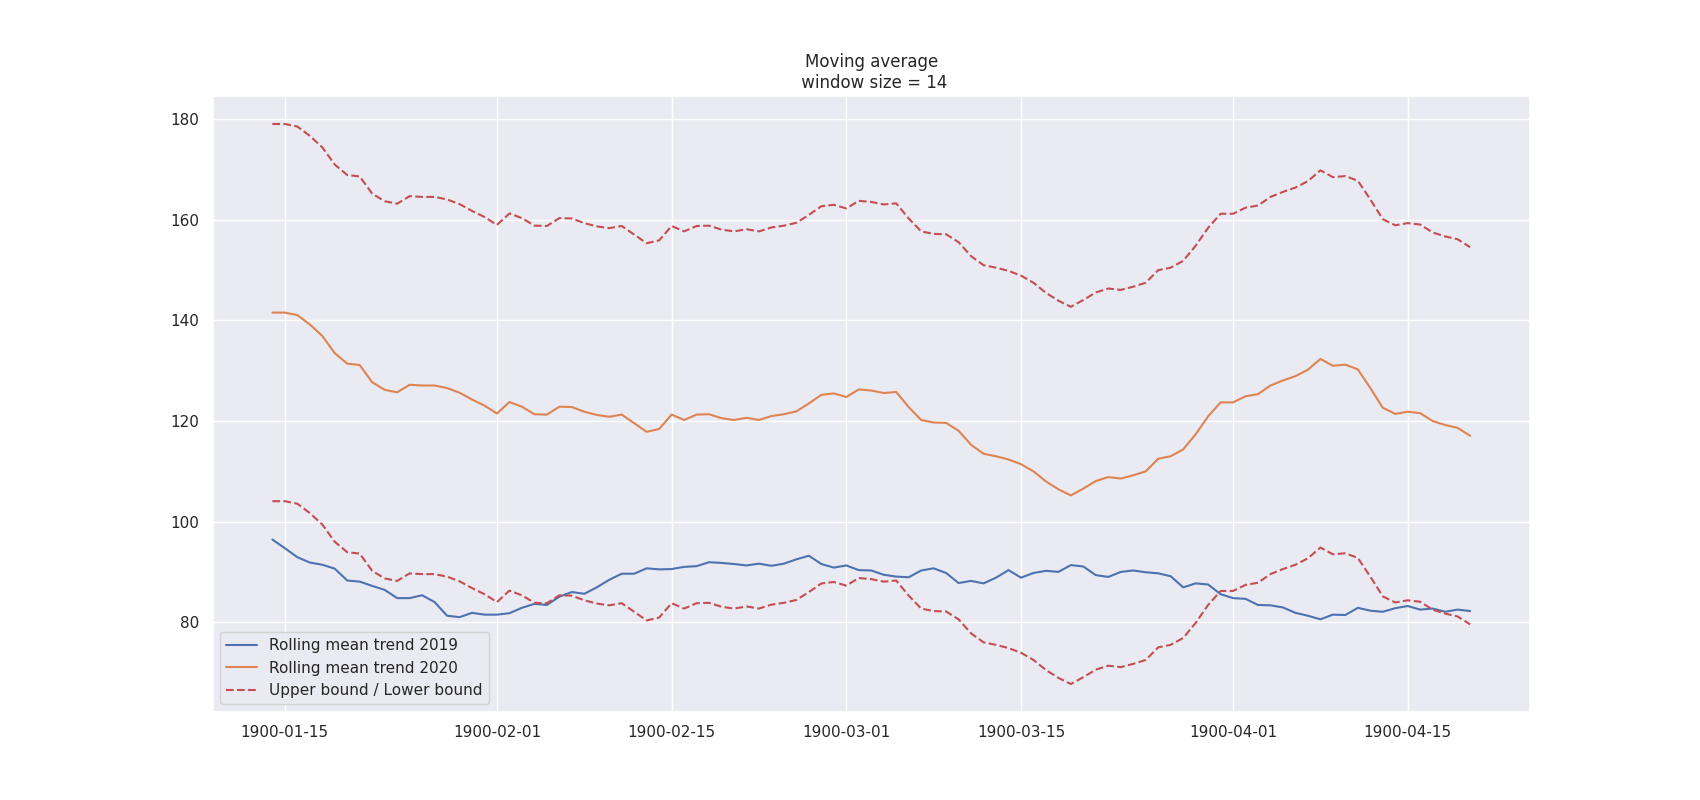 Moving average
window size = 14
180
160
140
120
100
80
Rolling mean trend 2019
Rolling mean trend 2020
Upper bound / Lower bound
1900-01-15 1900-02-01 1900-02-15 1900-03-01 1900-03-15 1900-04-01 1900-04-15